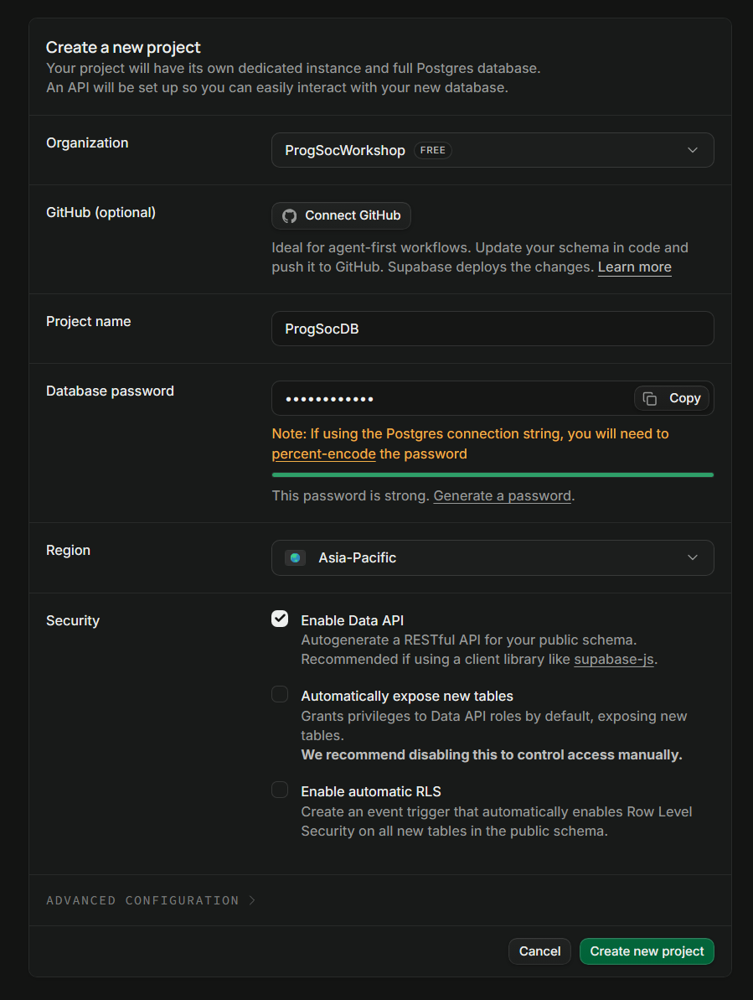 Create a new project
Your project will have its own dedicated instance and full Postgres database.
An API will be set up so you can easily interact with your new database.
Organization
ProgSocWorkshop FREE
GitHub (optional)
Connect GitHub
Ideal for agent-first workflows. Update your schema in code and
push it to GitHub. Supabase deploys the changes. Learn more
Project name
ProgSocDB
Database password
•••••••••••• Copy
Note: If using the Postgres connection string, you will need to
percent-encode the password
This password is strong. Generate a password.
Region
Asia-Pacific
Security
Enable Data API
Autogenerate a RESTful API for your public schema.
Recommended if using a client library like supabase-js.
Automatically expose new tables
Grants privileges to Data API roles by default, exposing new
tables.
We recommend disabling this to control access manually.
Enable automatic RLS
Create an event trigger that automatically enables Row Level
Security on all new tables in the public schema.
ADVANCED CONFIGURATION
Cancel Create new project